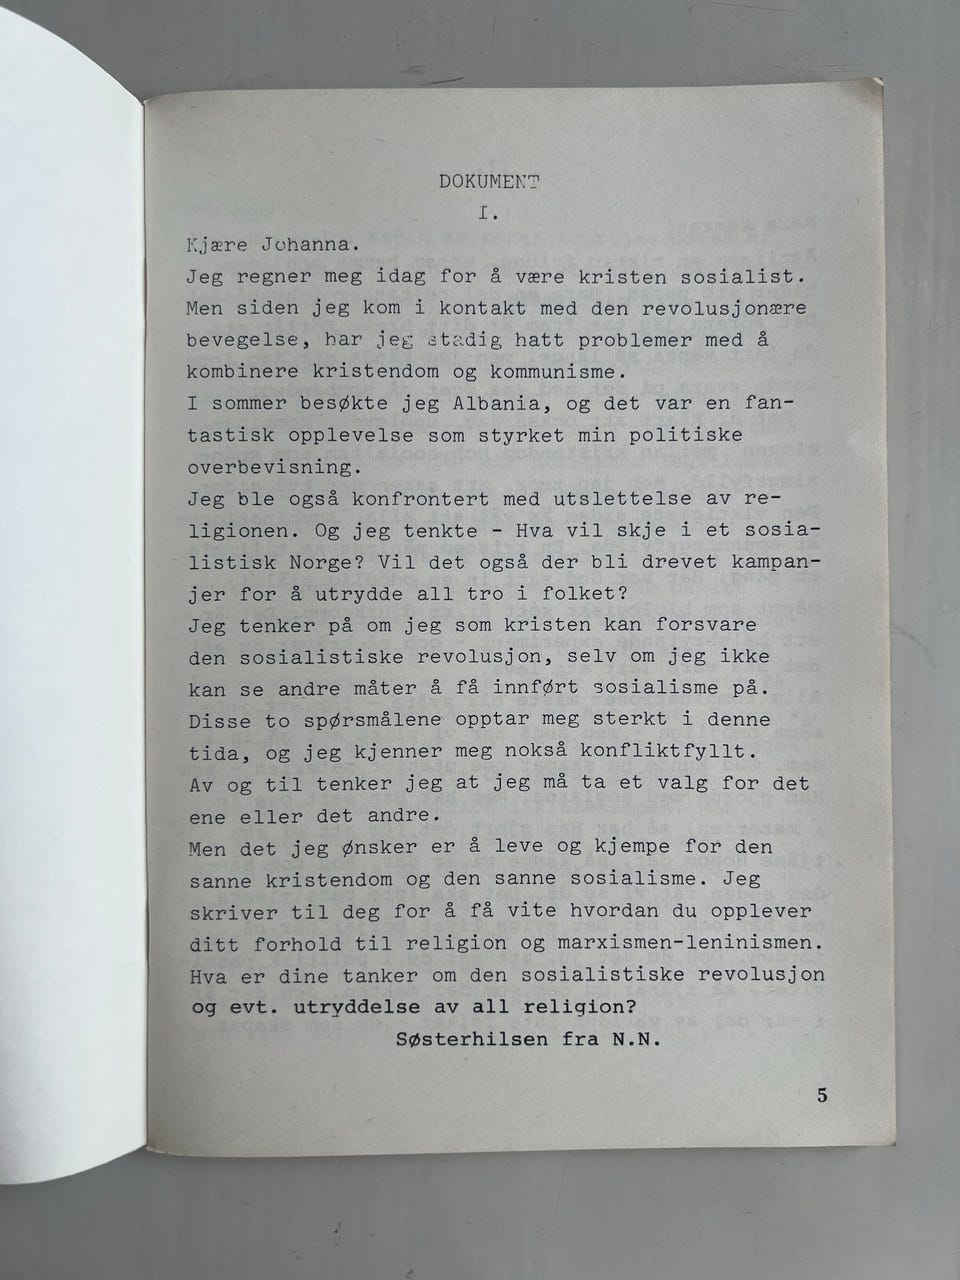 DOKUMENT
I.
Kjære Johanna.
Jeg regner meg idag for å være kristen sosialist.
Men siden jeg kom i kontakt med den revolusjonære
bevegelse, har jeg stadig hatt problemer med å
kombinere kristendom og kommunisme.
I sommer besøkte jeg Albania, og det var en fan-
tastisk opplevelse som styrket min politiske
overbevisning.
Jeg ble også konfrontert med utslettelse av re-
ligionen. Og jeg tenkte - Hva vil skje i et sosia-
listisk Norge? Vil det også der bli drevet kampan-
jer for å utrydde all tro i folket?
Jeg tenker på om jeg som kristen kan forsvare
den sosialistiske revolusjon, selv om jeg ikke
kan se andre måter å få innført sosialisme på.
Disse to spørsmålene opptar meg sterkt i denne
tida, og jeg kjenner meg nokså konfliktfyllt.
Av og til tenker jeg at jeg må ta et valg for det
ene eller det andre.
Men det jeg ønsker er å leve og kjempe for den
sanne kristendom og den sanne sosialisme. Jeg
skriver til deg for å få vite hvordan du opplever
ditt forhold til religion og marxismen-leninismen.
Hva er dine tanker om den sosialistiske revolusjon
og evt. utryddelse av all religion?
Søsterhilsen fra N.N.
5